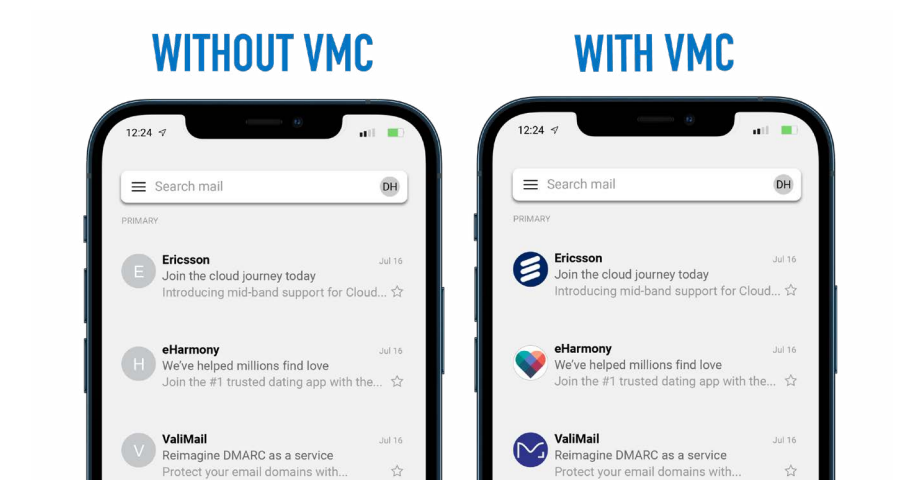 WITHOUT VMC
WITH VMC
12:24
Search mail
DH
PRIMARY
E
Ericsson
Jul 16
Join the cloud journey today
Introducing mid-band support for Cloud...
H
eHarmony
Jul 16
We've helped millions find love
Join the #1 trusted dating app with the...
V
ValiMail
Jul 16
Reimagine DMARC as a service
Protect your email domains with...
12:24
Search mail
DH
PRIMARY
Ericsson
Jul 16
Join the cloud journey today
Introducing mid-band support for Cloud...
eHarmony
Jul 16
We've helped millions find love
Join the #1 trusted dating app with the...
ValiMail
Jul 16
Reimagine DMARC as a service
Protect your email domains with...